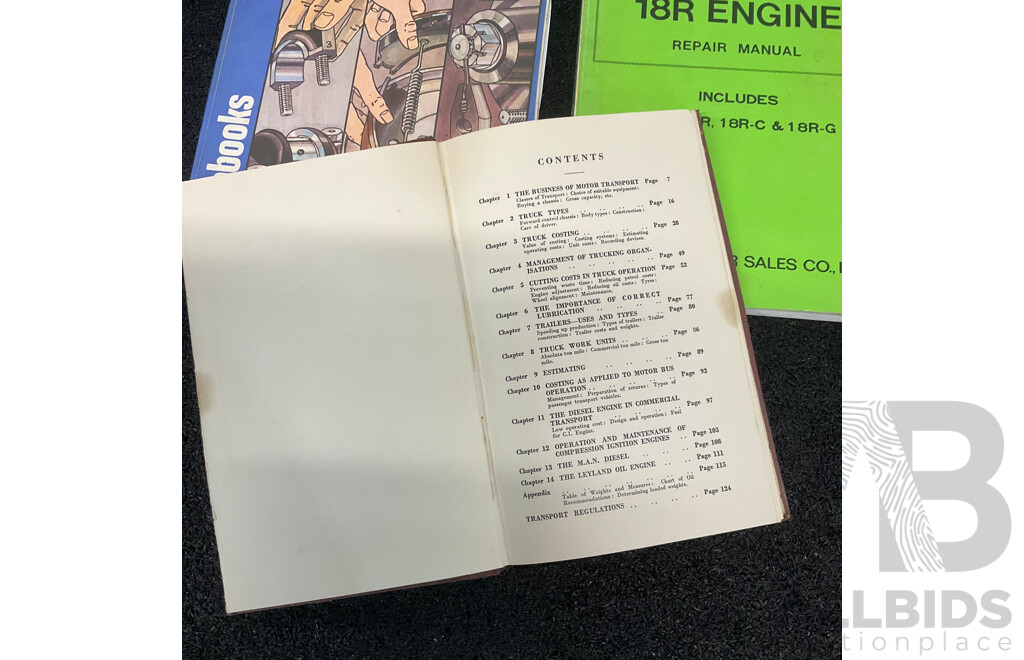 books
18R ENGINE
REPAIR MANUAL
INCLUDES
R, 18R-C & 18R-G
SALES CO.,
CONTENTS
Chapter 1 THE BUSINESS OF MOTOR TRANSPORT Page 7
Classes of Transport: Choice of suitable equipment:
Buying a chassis: Gross capacity, etc.
Chapter 2 TRUCK TYPES .. .. .. .. .. Page 16
Forward control chassis: Body types: Construction:
Care of driver.
Chapter 3 TRUCK COSTING .. .. .. .. .. Page 28
Value of costing: Costing systems: Estimating
operating costs: Unit costs: Recording devices.
Chapter 4 MANAGEMENT OF TRUCKING ORGAN-
ISATIONS .. .. .. .. .. Page 49
Chapter 5 CUTTING COSTS IN TRUCK OPERATION Page 52
Preventing waste time: Reducing petrol costs:
Engine adjustment: Reducing oil costs: Tyres:
Wheel alignment: Maintenance.
Chapter 6 THE IMPORTANCE OF CORRECT
LUBRICATION .. .. .. .. Page 77
Chapter 7 TRAILERS—USES AND TYPES .. .. Page 80
Speeding up production: Types of trailers: Trailer
construction: Trailer costs and weights.
Chapter 8 TRUCK WORK UNITS .. .. .. Page 86
Absolute ton mile: Commercial ton mile: Gross ton
mile.
Chapter 9 ESTIMATING .. .. .. .. .. Page 89
Chapter 10 COSTING AS APPLIED TO MOTOR BUS
OPERATION .. .. .. .. .. Page 92
Management: Preparation of returns: Types of
passenger transport vehicles.
Chapter 11 THE DIESEL ENGINE IN COMMERCIAL
TRANSPORT .. .. .. .. .. Page 97
Low operating cost: Design and operation: Fuel
for C.I. Engine.
Chapter 12 OPERATION AND MAINTENANCE OF
COMPRESSION IGNITION ENGINES .. Page 103
Chapter 13 THE M.A.N. DIESEL .. .. .. .. Page 108
Chapter 14 THE LEYLAND OIL ENGINE .. .. .. Page 111
Appendix .. .. .. .. .. .. .. Page 115
Table of Weights and Measures: Chart of Oil
Recommendations: Determining loaded weights.
TRANSPORT REGULATIONS .. .. .. .. Page 124
B
LLBIDS
tionplace